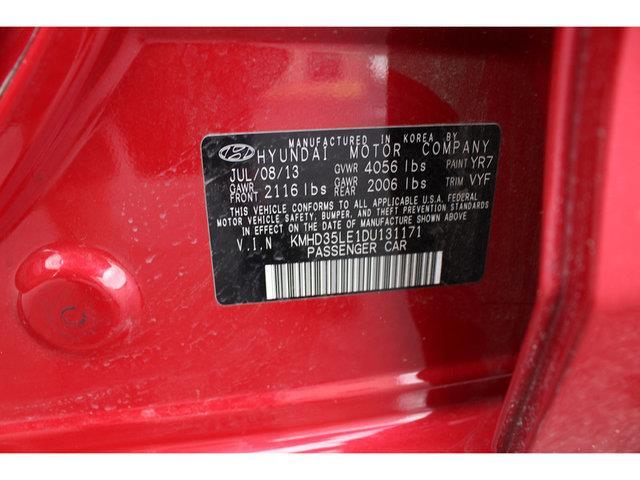 MANUFACTURED IN KOREA BY
HYUNDAI MOTOR COMPANY
JUL/08/13 GVWR 4056 lbs PAINT YR7
GAWR FRONT 2116 lbs GAWR REAR 2006 lbs TRIM VYF
THIS VEHICLE CONFORMS TO ALL APPLICABLE U.S.A. FEDERAL
MOTOR VEHICLE SAFETY, BUMPER, AND THEFT PREVENTION STANDARDS
IN EFFECT ON THE DATE OF MANUFACTURE SHOWN ABOVE.
V.I.N KMHD35LE1DU131171
PASSENGER CAR